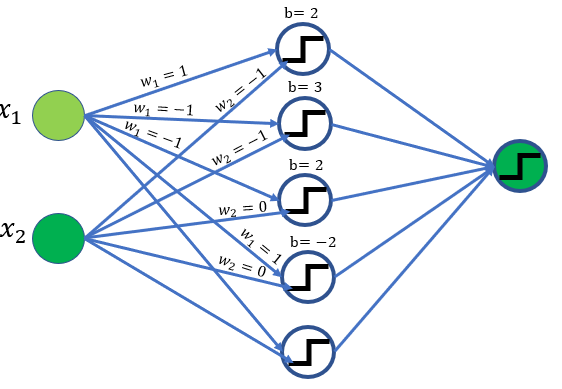 b= 2
w₁ = 1
w₂ = −1
x₁
b= 3
w₁ = −1
w₁ = −1
w₂ = −1
b= 2
w₂ = 0
x₂
w₁ = 1
b= −2
w₂ = 0